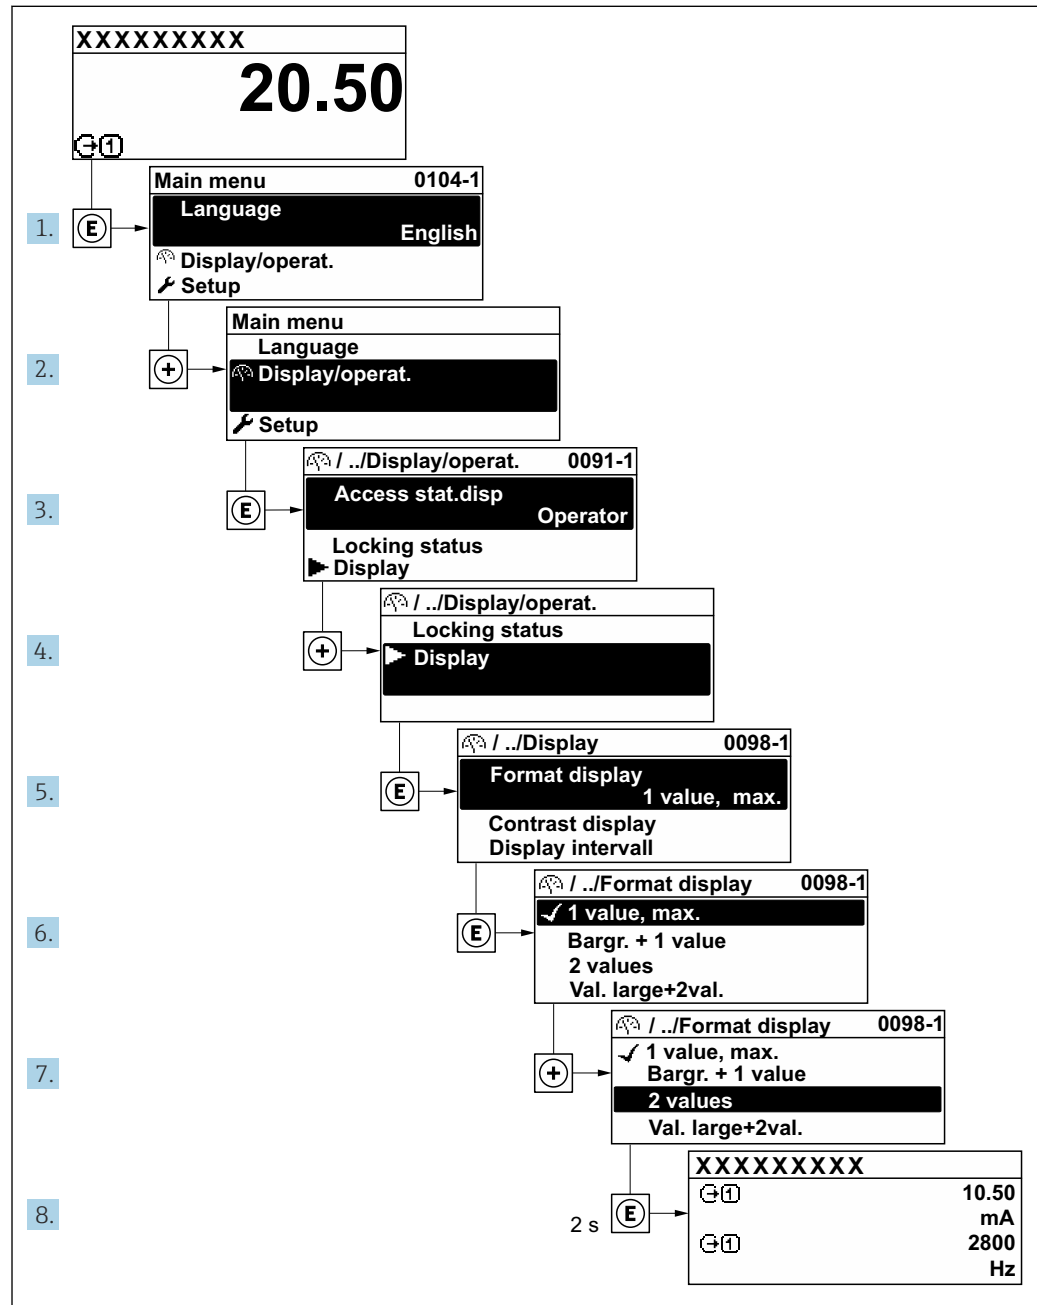 XXXXXXXXX
20.50
1
Main menu 0104-1
Language
English
Display/operat.
Setup
1. E
Main menu
Language
Display/operat.
Setup
2. +
/ ../Display/operat. 0091-1
Access stat.disp
Operator
Locking status
Display
3. E
/ ../Display/operat.
Locking status
Display
4. +
/ ../Display 0098-1
Format display
1 value, max.
Contrast display
Display intervall
5. E
/ ../Format display 0098-1
1 value, max.
Bargr. + 1 value
2 values
Val. large+2val.
6. E
/ ../Format display 0098-1
1 value, max.
Bargr. + 1 value
2 values
Val. large+2val.
7. +
XXXXXXXXX
1 10.50
mA
1 2800
Hz
8. 2 s E